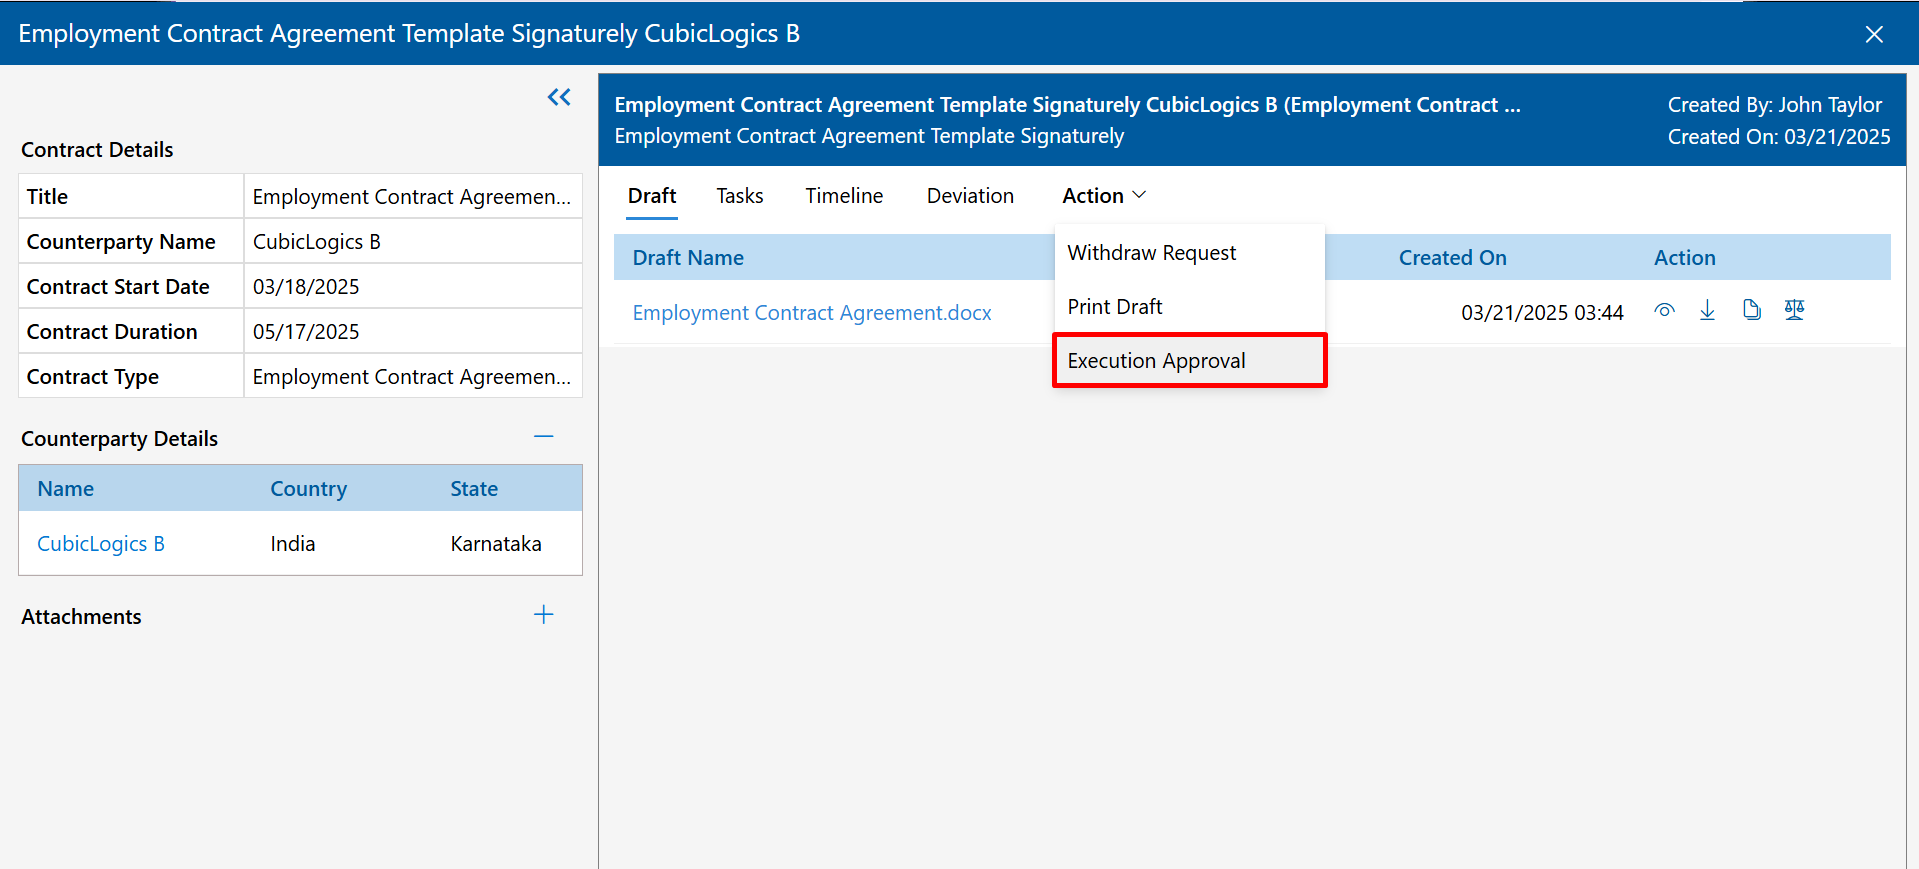 Employment Contract Agreement Template Signaturely CubicLogics B
Contract Details
Title Employment Contract Agreemen...
Counterparty Name CubicLogics B
Contract Start Date 03/18/2025
Contract Duration 05/17/2025
Contract Type Employment Contract Agreemen...
Counterparty Details
Name Country State
CubicLogics B India Karnataka
Attachments
Employment Contract Agreement Template Signaturely CubicLogics B (Employment Contract ...
Employment Contract Agreement Template Signaturely
Created By: John Taylor
Created On: 03/21/2025
Draft Tasks Timeline Deviation Action
Withdraw Request
Print Draft
Execution Approval
Draft Name Created On Action
Employment Contract Agreement.docx 03/21/2025 03:44